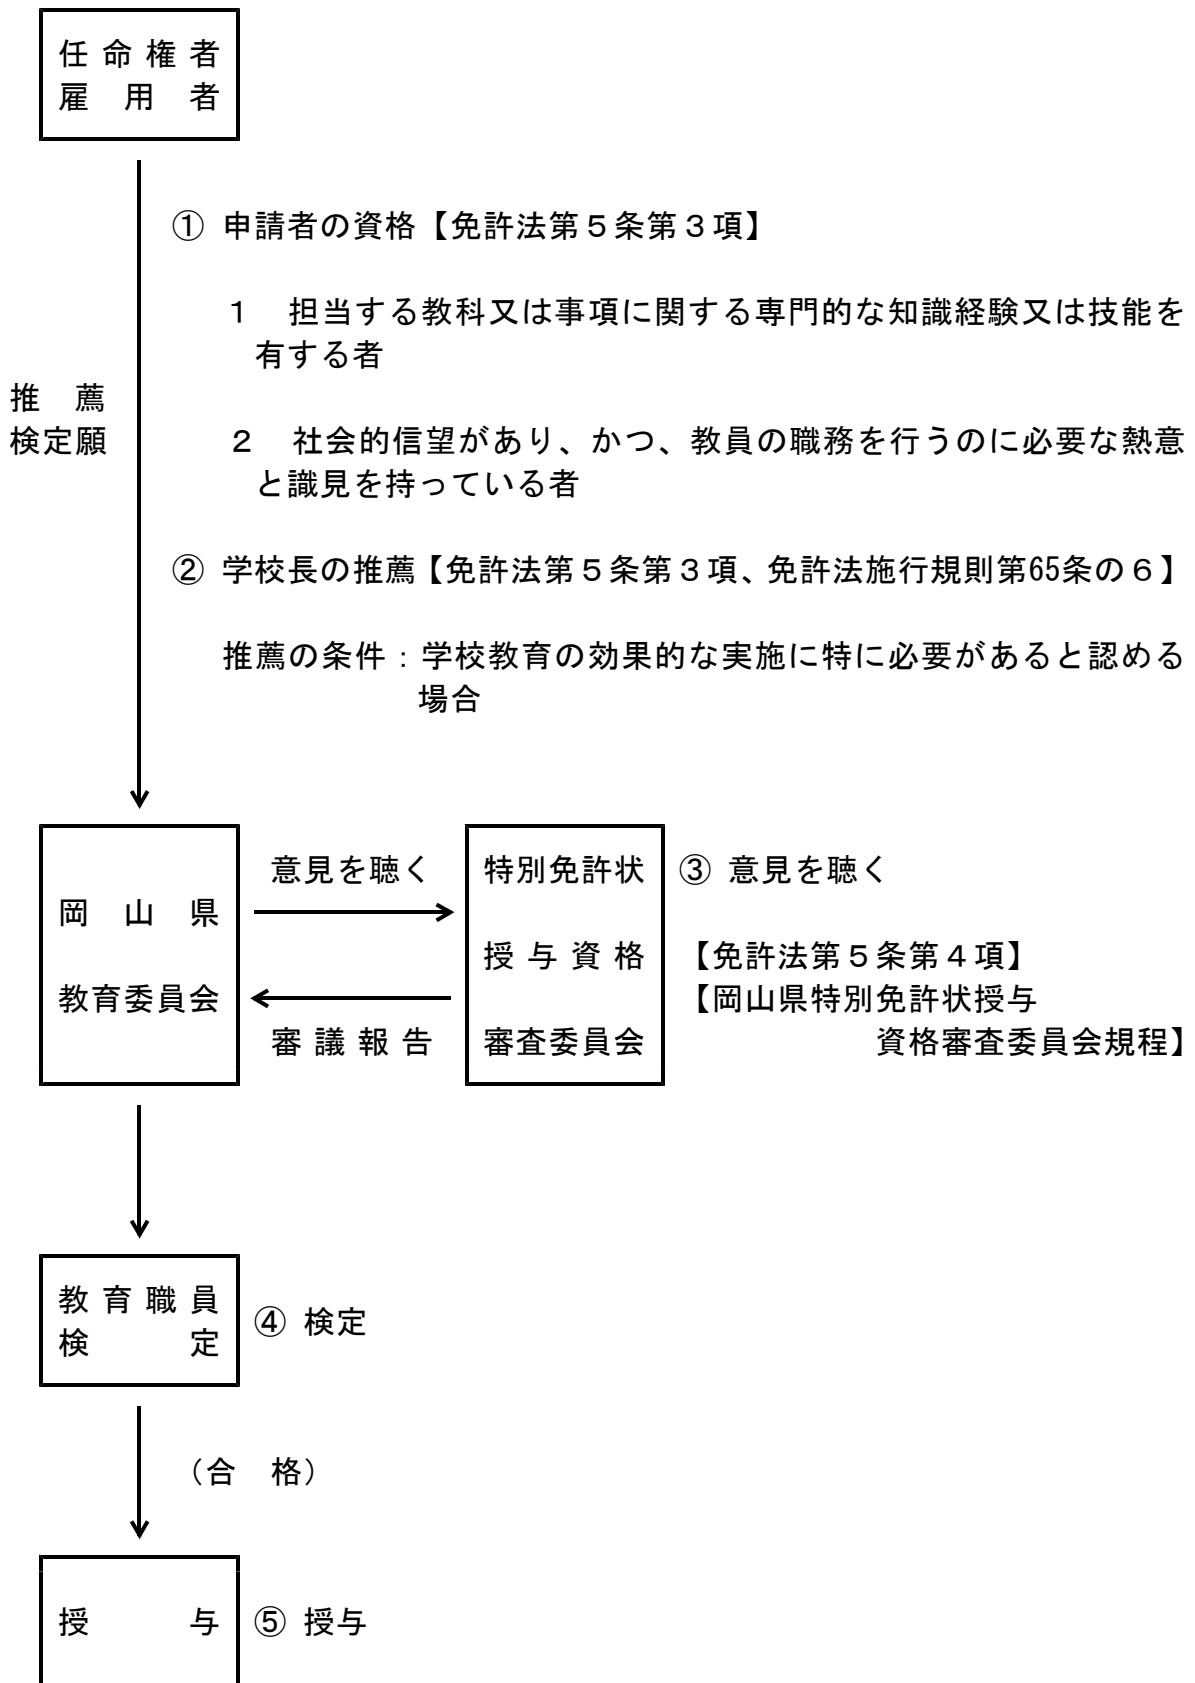 任命権者
雇用者
① 申請者の資格【免許法第５条第３項】
１　担当する教科又は事項に関する専門的な知識経験又は技能を
有する者
推　薦
検定願
２　社会的信望があり、かつ、教員の職務を行うのに必要な熱意
と識見を持っている者
② 学校長の推薦【免許法第５条第３項、免許法施行規則第65条の６】
推薦の条件：学校教育の効果的な実施に特に必要があると認める
場合
岡山県
教育委員会
意見を聴く
審議報告
特別免許状
授与資格
審査委員会
③ 意見を聴く
【免許法第５条第４項】
【岡山県特別免許状授与
資格審査委員会規程】
教育職員
検定
④ 検定
（合　格）
授与
⑤ 授与